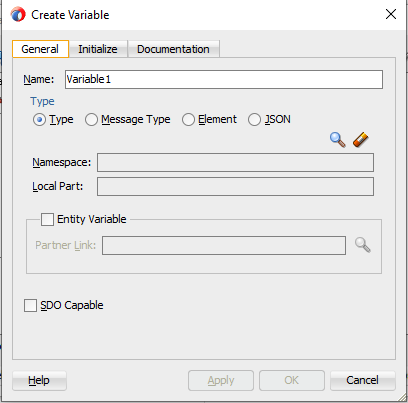 Create Variable
General Initialize Documentation
Name: Variable1
Type
Type Message Type Element JSON
Namespace:
Local Part:
Entity Variable
Partner Link:
SDO Capable
Help Apply OK Cancel